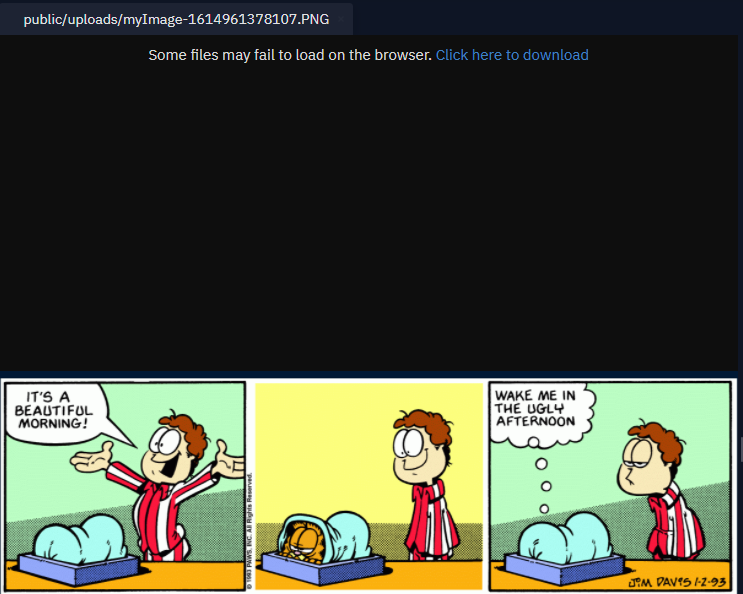 public/uploads/myImage-1614961378107.PNG
Some files may fail to load on the browser. Click here to download
IT'S A
BEAUTIFUL
MORNING!
© 1993 PAWS, INC. All Rights Reserved.
WAKE ME IN
THE UGLY
AFTERNOON
JIM DAVIS 1-2-93